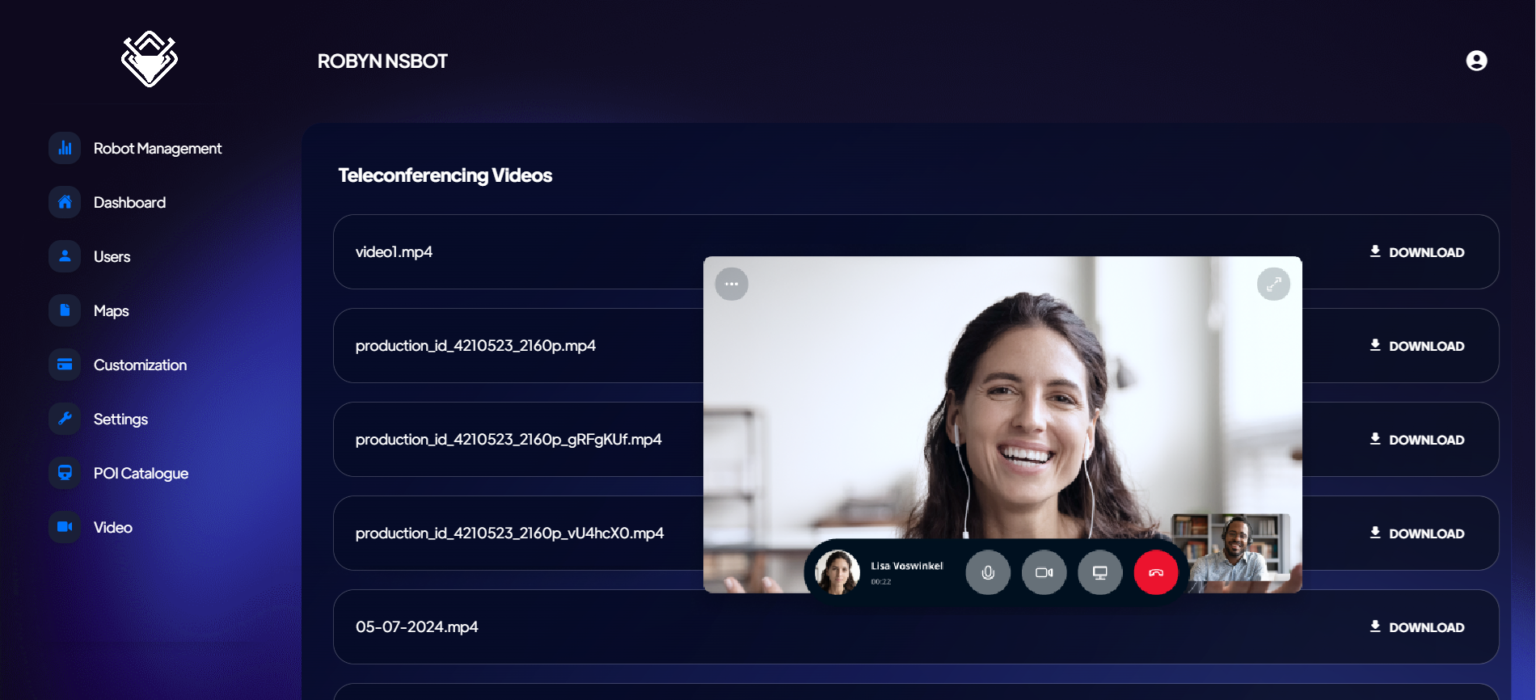 ROBYN NSBOT
Robot Management
Dashboard
Users
Maps
Customization
Settings
POI Catalogue
Video
Teleconferencing Videos
video1.mp4
DOWNLOAD
production_id_4210523_2160p.mp4
DOWNLOAD
production_id_4210523_2160p_gRFgKUf.mp4
DOWNLOAD
production_id_4210523_2160p_vU4hcX0.mp4
DOWNLOAD
Lisa Voswinkel
00:22
05-07-2024.mp4
DOWNLOAD